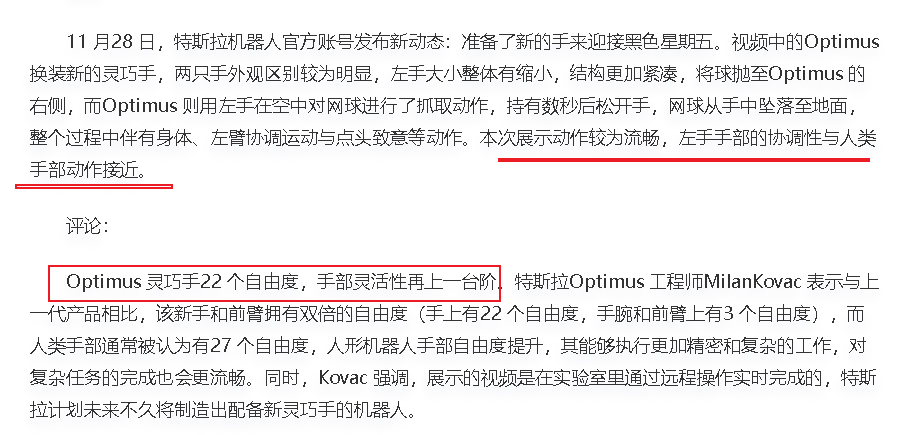 11 月28 日，特斯拉机器人官方账号发布新动态：准备了新的手来迎接黑色星期五。视频中的Optimus
换装新的灵巧手，两只手外观区别较为明显，左手大小整体有缩小，结构更加紧凑，将球抛至Optimus 的
右侧，而Optimus 则用左手在空中对网球进行了抓取动作，持有数秒后松开手，网球从手中坠落至地面，
整个过程中伴有身体、左臂协调运动与点头致意等动作。本次展示动作较为流畅，左手手部的协调性与人类
手部动作接近。
评论：
Optimus 灵巧手22 个自由度，手部灵活性再上一台阶。特斯拉Optimus 工程师MilanKovac 表示与上
一代产品相比，该新手和前臂拥有双倍的自由度（手上有22 个自由度，手腕和前臂上有3 个自由度），而
人类手部通常被认为有27 个自由度，人形机器人手部自由度提升，其能够执行更加精密和复杂的工作，对
复杂任务的完成也会更流畅。同时，Kovac 强调，展示的视频是在实验室里通过远程操作实时完成的，特斯
拉计划未来不久将制造出配备新灵巧手的机器人。